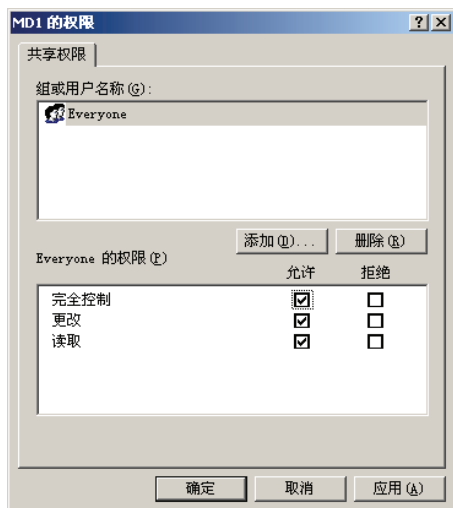 MD1 的权限
共享权限
组或用户名称(G):
Everyone
添加(D)... 删除(R)
Everyone 的权限(P)
允许 拒绝
完全控制
更改
读取
确定 取消 应用(A)